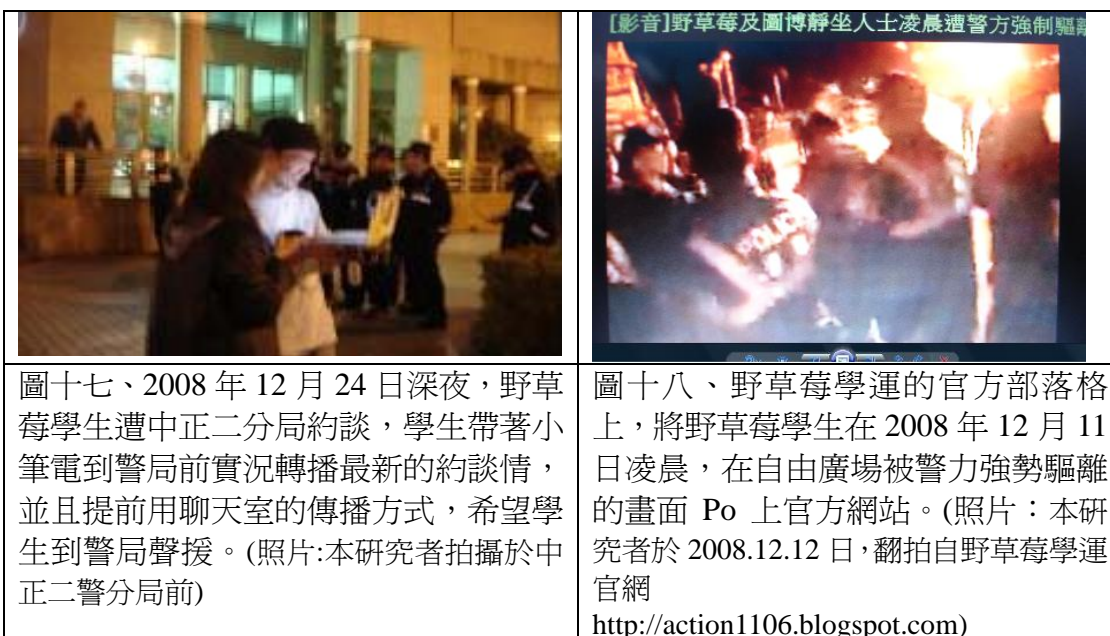 [影音]野草莓及圖博靜坐人士凌晨遭警方強制驅離
POLICE
圖十七、2008 年 12 月 24 日深夜，野草
莓學生遭中正二分局約談，學生帶著小
筆電到警局前實況轉播最新的約談情，
並且提前用聊天室的傳播方式，希望學
生到警局聲援。(照片:本研究者拍攝於中
正二警分局前)
圖十八、野草莓學運的官方部落格
上，將野草莓學生在 2008 年 12 月 11
日凌晨，在自由廣場被警力強勢驅離
的畫面 Po 上官方網站。(照片：本研
究者於 2008.12.12 日，翻拍自野草莓學運
官網
http://action1106.blogspot.com)